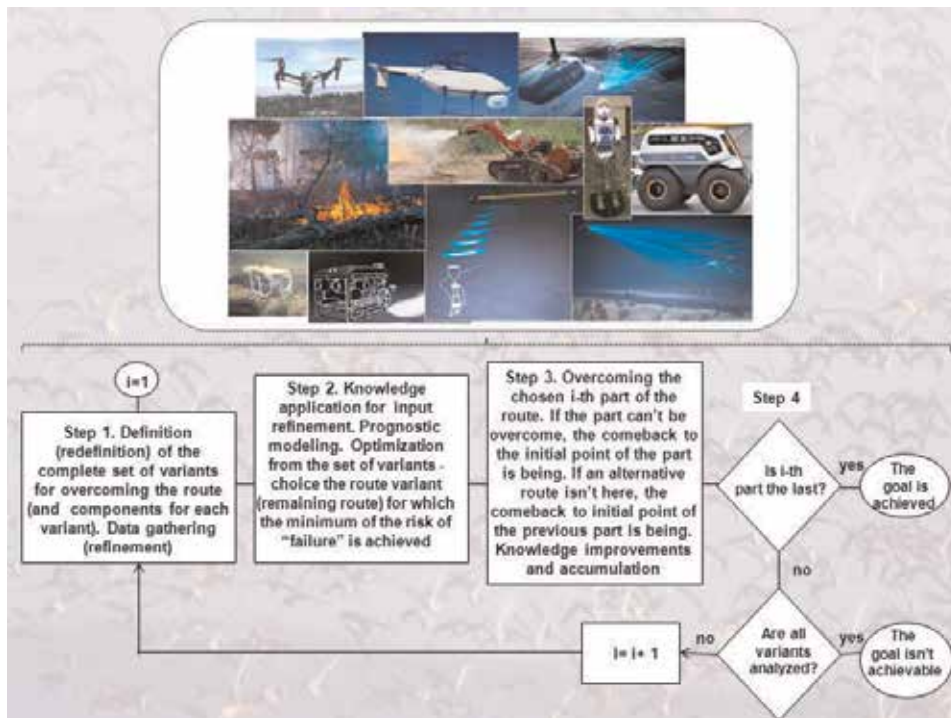 i=1
Step 1. Definition
(redefinition) of the
complete set of variants
for overcoming the route
(and components for each
variant). Data gathering
(refinement)
Step 2. Knowledge
application for input
refinement. Prognostic
modeling. Optimization
from the set of variants -
choice the route variant
(remaining route) for which
the minimum of the risk of
"failure" is achieved
Step 3. Overcoming the
chosen i-th part of the
route. If the part can't be
overcome, the comeback to
the initial point of the part
is being. If an alternative
route isn't here, the
comeback to initial point of
the previous part is being.
Knowledge improvements
and accumulation
Step 4
Is i-th
part the last?
yes
The
goal is
achieved
no
Are all
variants
analyzed?
yes
The
goal isn't
achievable
no
i= i+ 1